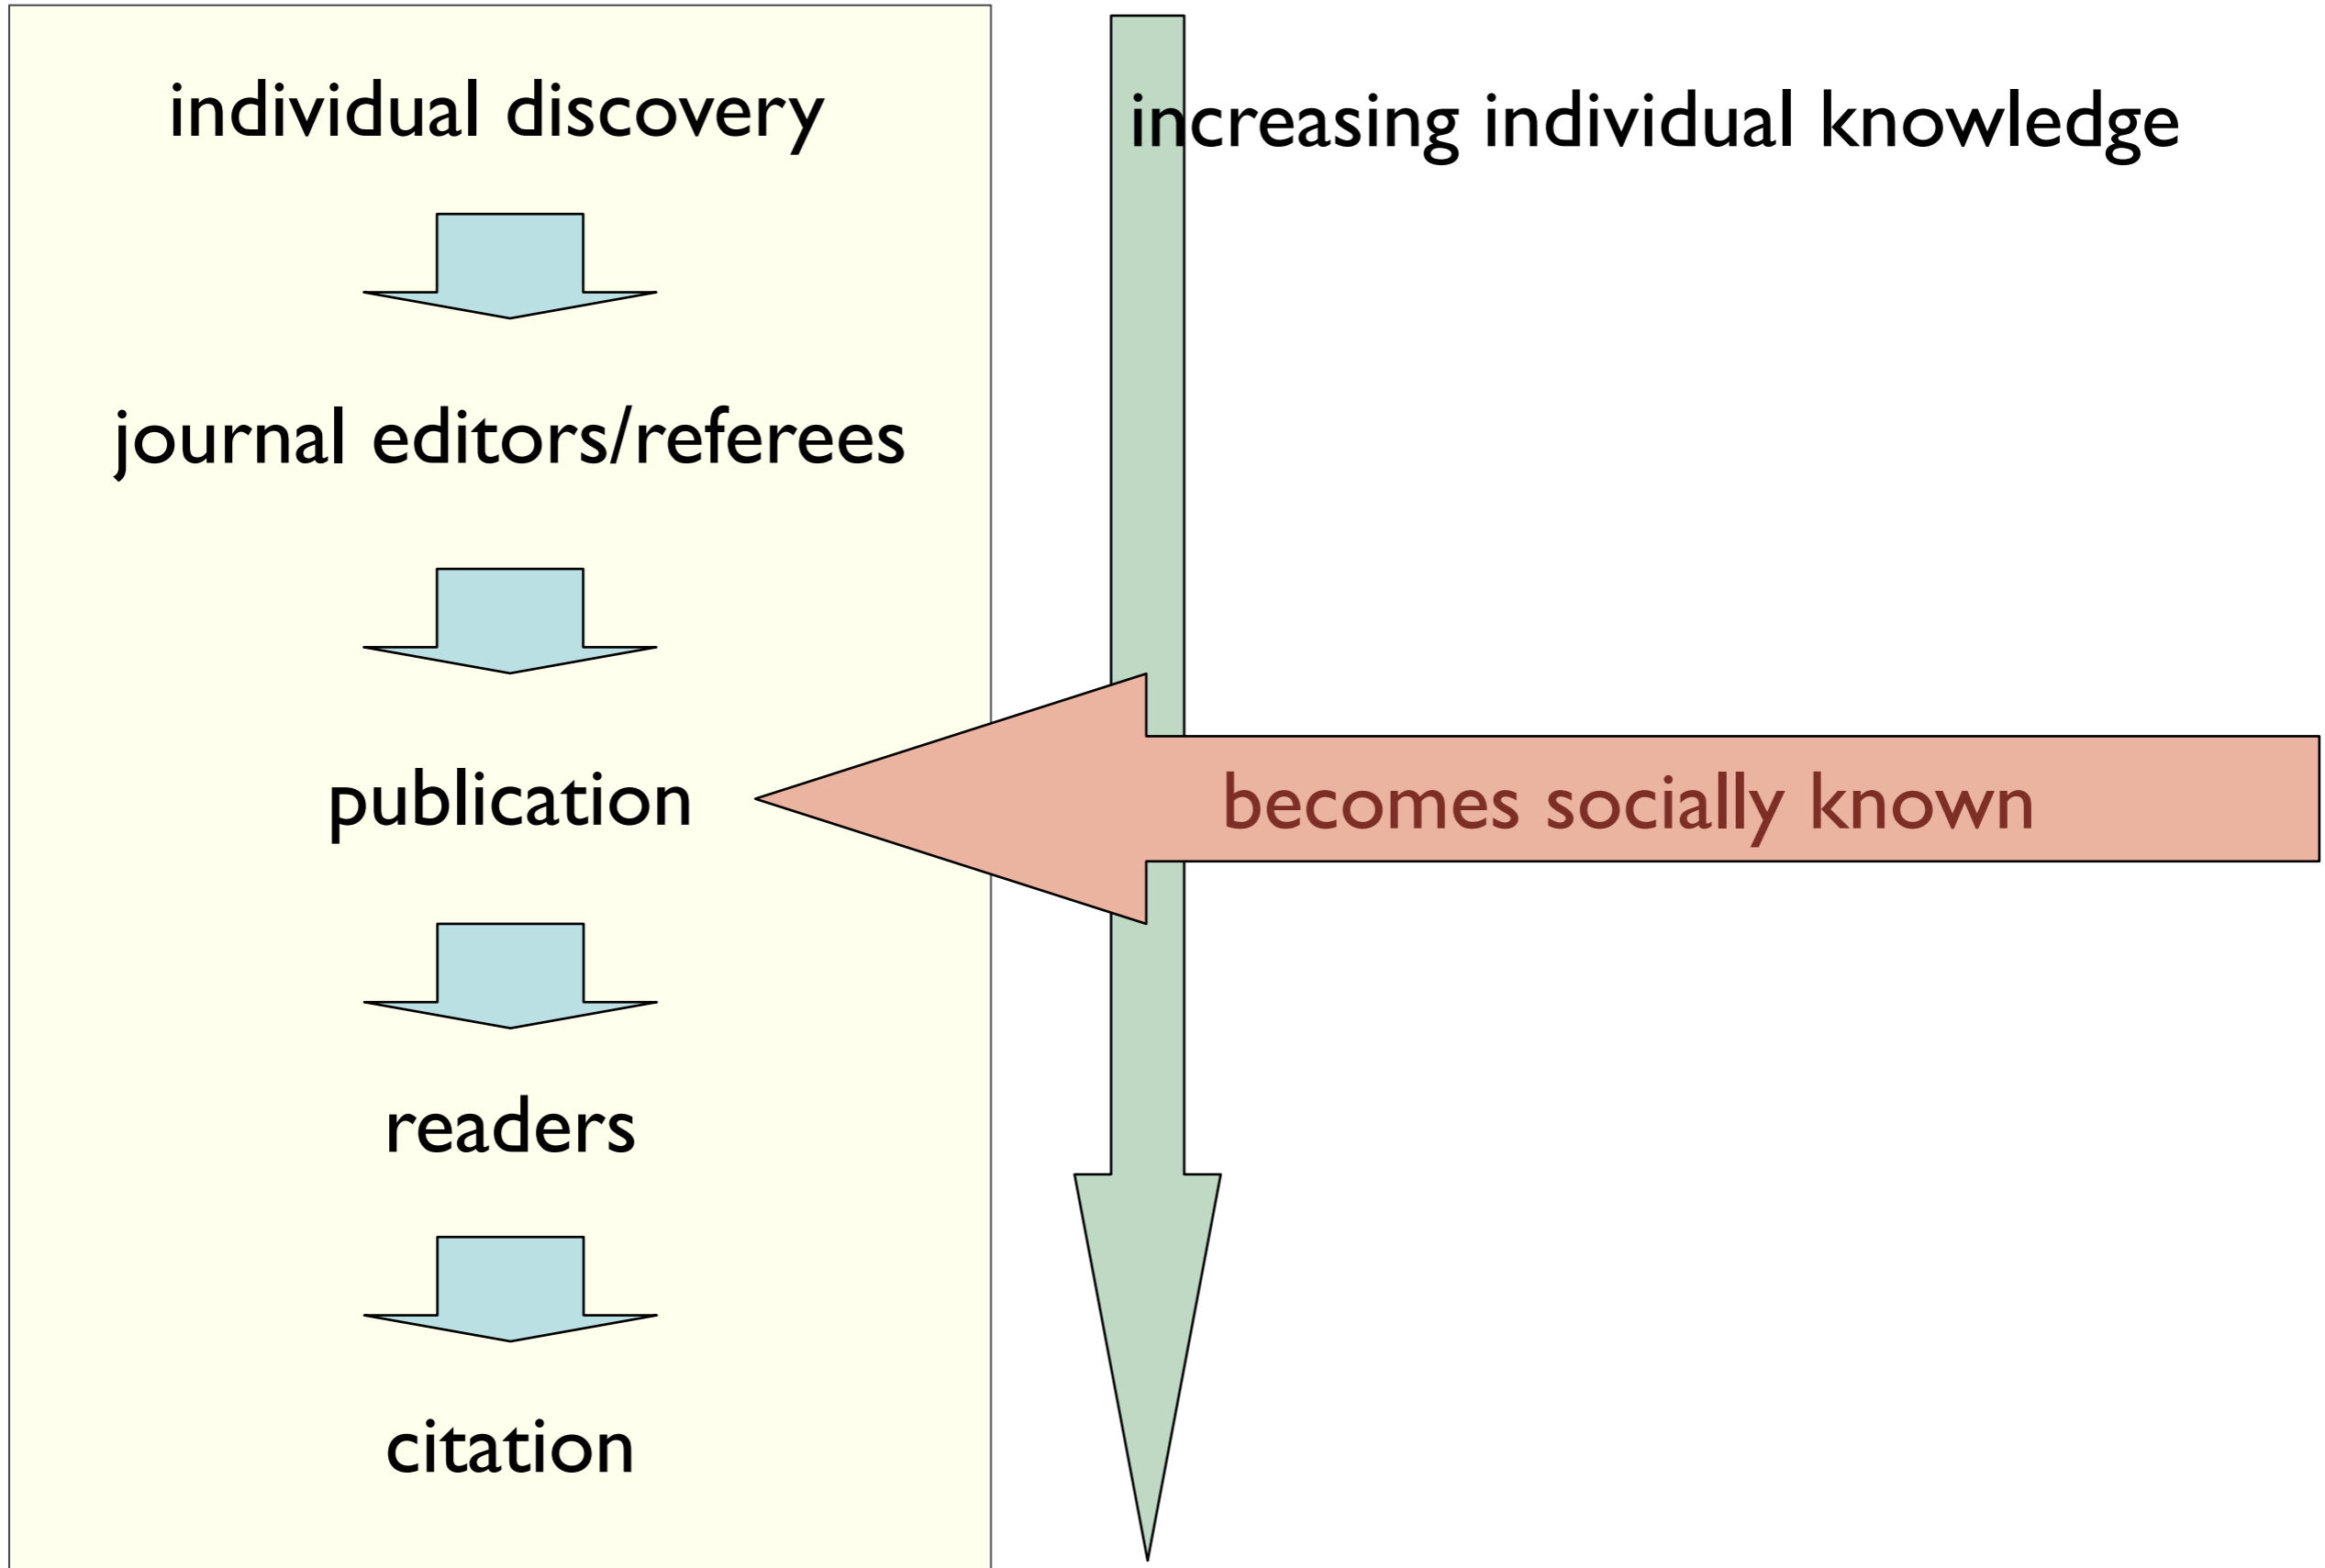 individual discovery
increasing individual knowledge
journal editors/referees
publication
becomes socially known
readers
citation